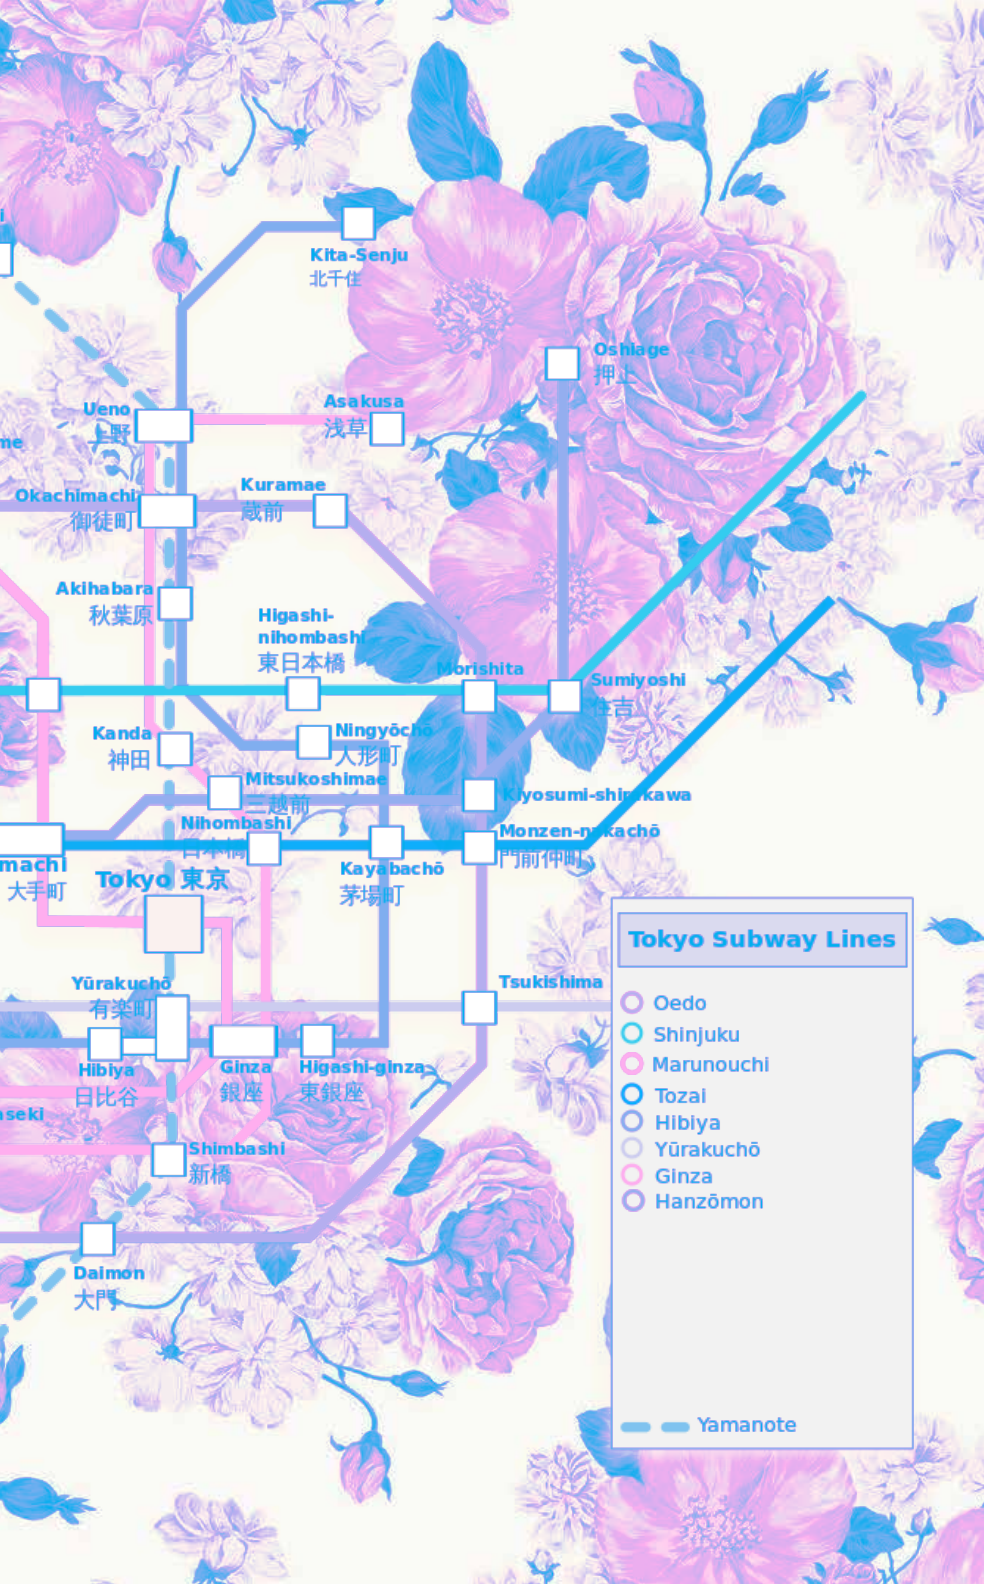 Kita-Senju
北千住
Oshiage
押上
Ueno
上野
Asakusa
浅草
me
Okachimachi
御徒町
Kuramae
蔵前
Akihabara
秋葉原
Higashi-
nihombashi
東日本橋
Morishita
Sumiyoshi
住吉
Kanda
神田
Ningyōchō
人形町
Mitsukoshimae
三越前
Kiyosumi-shirakawa
Nihombashi
日本橋
Monzen-nakachō
門前仲町
machi
大手町
Kayabachō
茅場町
Tokyo 東京
Yūrakuchō
有楽町
Tsukishima
Hibiya
日比谷
Ginza
銀座
Higashi-ginza
東銀座
aseki
Shimbashi
新橋
Daimon
大門
Tokyo Subway Lines
Oedo
Shinjuku
Marunouchi
Tozai
Hibiya
Yūrakuchō
Ginza
Hanzōmon
Yamanote